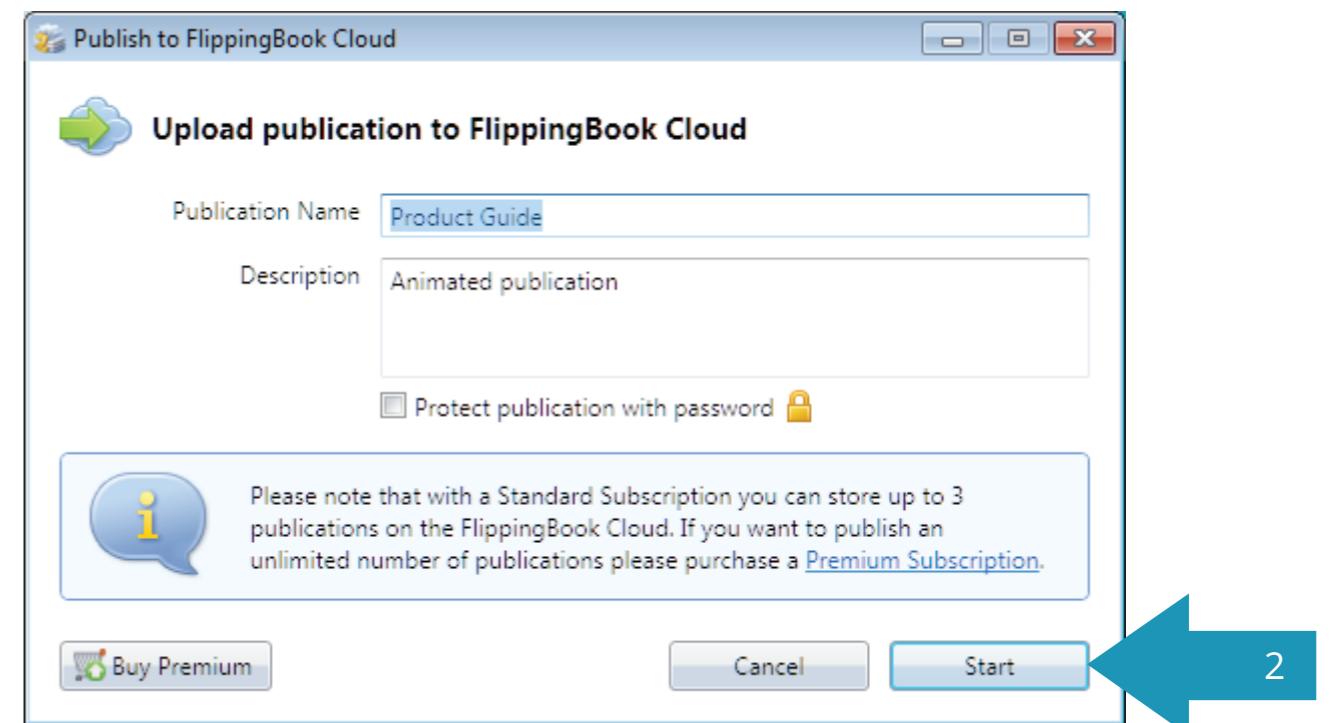 Publish to FlippingBook Cloud
Upload publication to FlippingBook Cloud
Publication Name
Product Guide
Description
Animated publication
Protect publication with password
Please note that with a Standard Subscription you can store up to 3
publications on the FlippingBook Cloud. If you want to publish an
unlimited number of publications please purchase a Premium Subscription.
Buy Premium
Cancel
Start
2